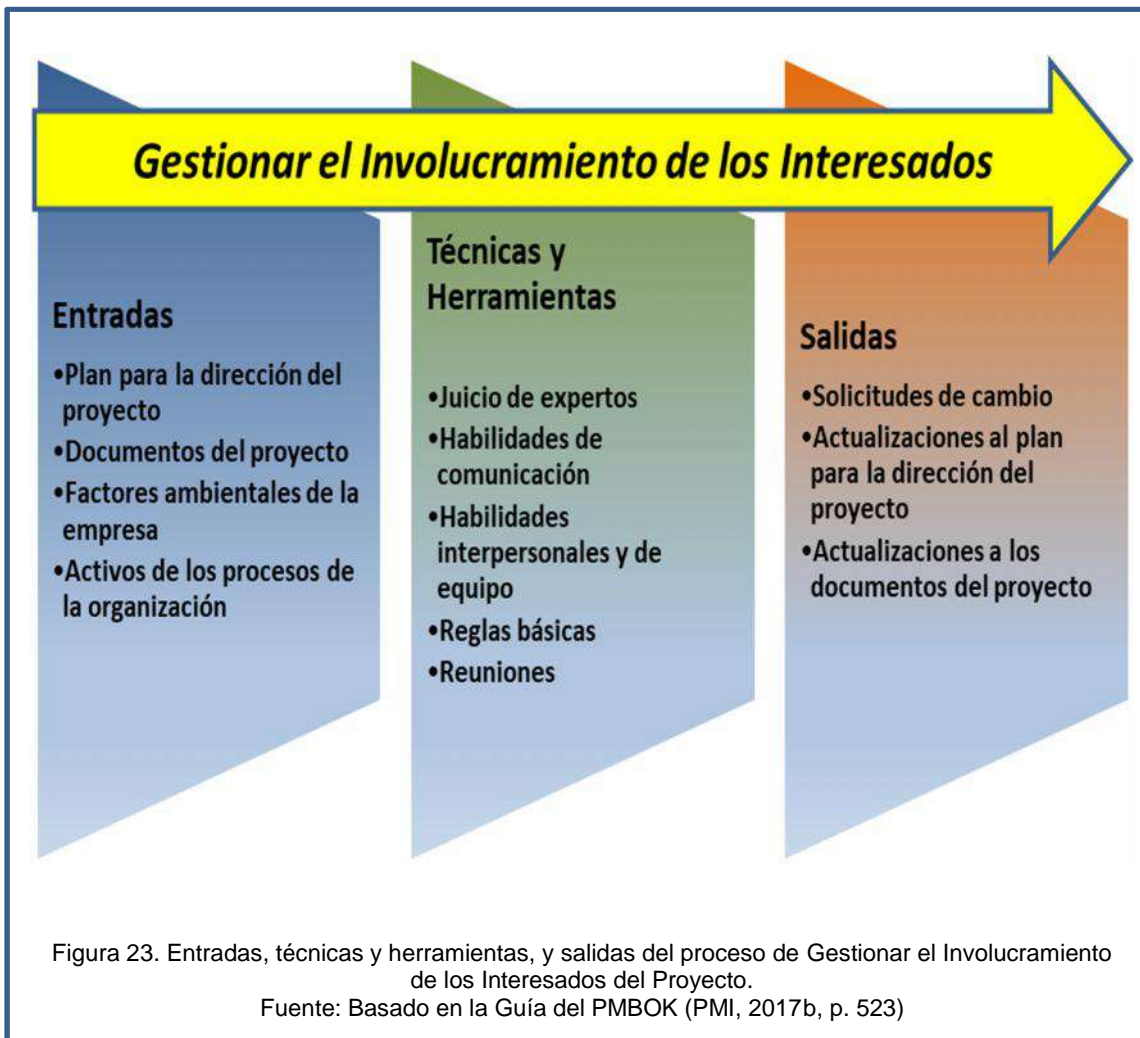 Gestionar el Involucramiento de los Interesados
Entradas
•Plan para la dirección del
proyecto
•Documentos del proyecto
•Factores ambientales de la
empresa
•Activos de los procesos de
la organización
Técnicas y
Herramientas
•Juicio de expertos
•Habilidades de
comunicación
•Habilidades
interpersonales y de
equipo
•Reglas básicas
•Reuniones
Salidas
•Solicitudes de cambio
•Actualizaciones al plan
para la dirección del
proyecto
•Actualizaciones a los
documentos del proyecto
Figura 23. Entradas, técnicas y herramientas, y salidas del proceso de Gestionar el Involucramiento
de los Interesados del Proyecto.
Fuente: Basado en la Guía del PMBOK (PMI, 2017b, p. 523)